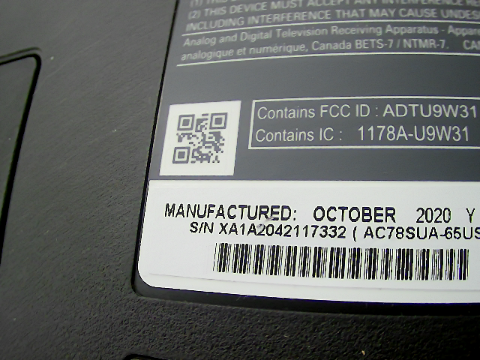 (2) THIS DEVICE MUST ACCEPT ANY INTERFERENCE
INCLUDING INTERFERENCE THAT MAY CAUSE UNDES
Analog and Digital Television Receiving Apparatus - Appar
analogique et numérique, Canada BETS-7 / NTMR-7. CA
Contains FCC ID : ADTU9W31
Contains IC : 1178A-U9W31
MANUFACTURED: OCTOBER 2020 Y
S/N XA1A2042117332 ( AC78SUA-65US